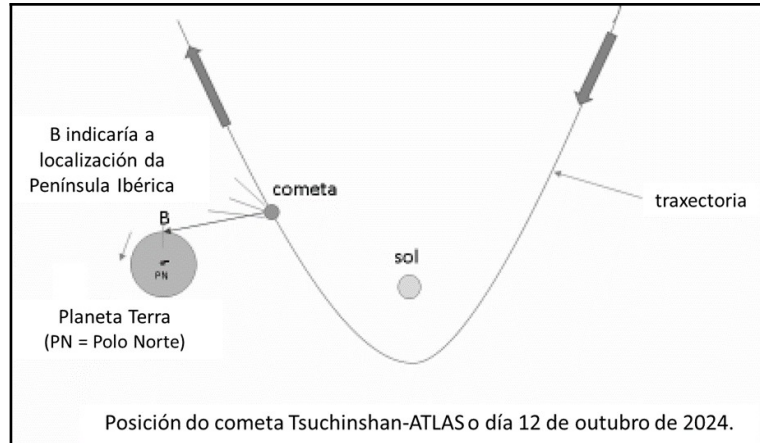 B indicaría a
localización da
Península Ibérica
cometa
B
traxectoria
sol
PN
Planeta Terra
(PN = Polo Norte)
Posición do cometa Tsuchinshan-ATLAS o día 12 de outubro de 2024.